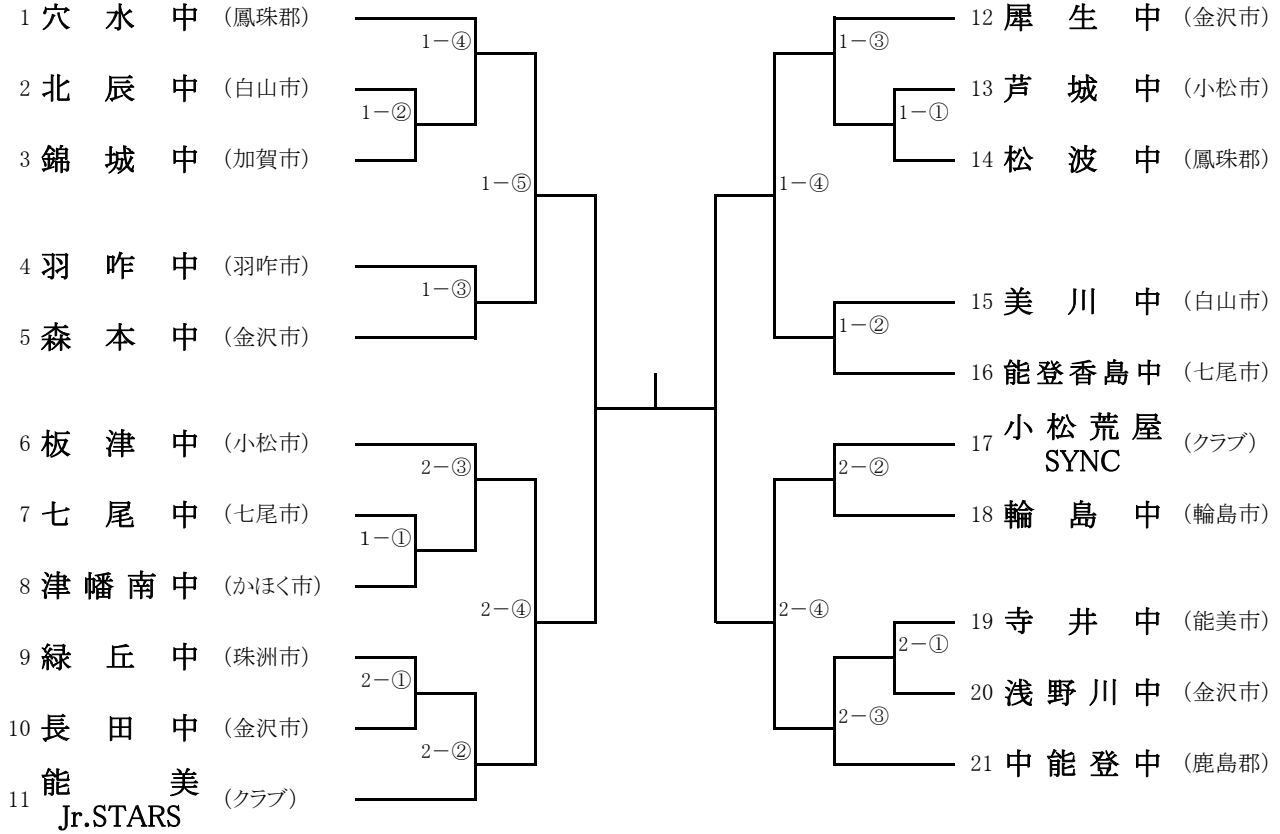 1 穴水中 (鳳珠郡)
1－④
2 北辰中 (白山市)
1－②
3 錦城中 (加賀市)
1－⑤
4 羽咋中 (羽咋市)
1－③
5 森本中 (金沢市)
6 板津中 (小松市)
2－③
7 七尾中 (七尾市)
1－①
8 津幡南中 (かほく市)
2－④
9 緑丘中 (珠洲市)
2－①
10 長田中 (金沢市)
2－②
11 能美 (クラブ)
Jr.STARS
12 犀生中 (金沢市)
1－③
13 芦城中 (小松市)
1－①
14 松波中 (鳳珠郡)
1－④
15 美川中 (白山市)
1－②
16 能登香島中 (七尾市)
17 小松荒屋 (クラブ)
SYNC
2－②
18 輪島中 (輪島市)
2－④
19 寺井中 (能美市)
2－①
20 浅野川中 (金沢市)
2－③
21 中能登中 (鹿島郡)